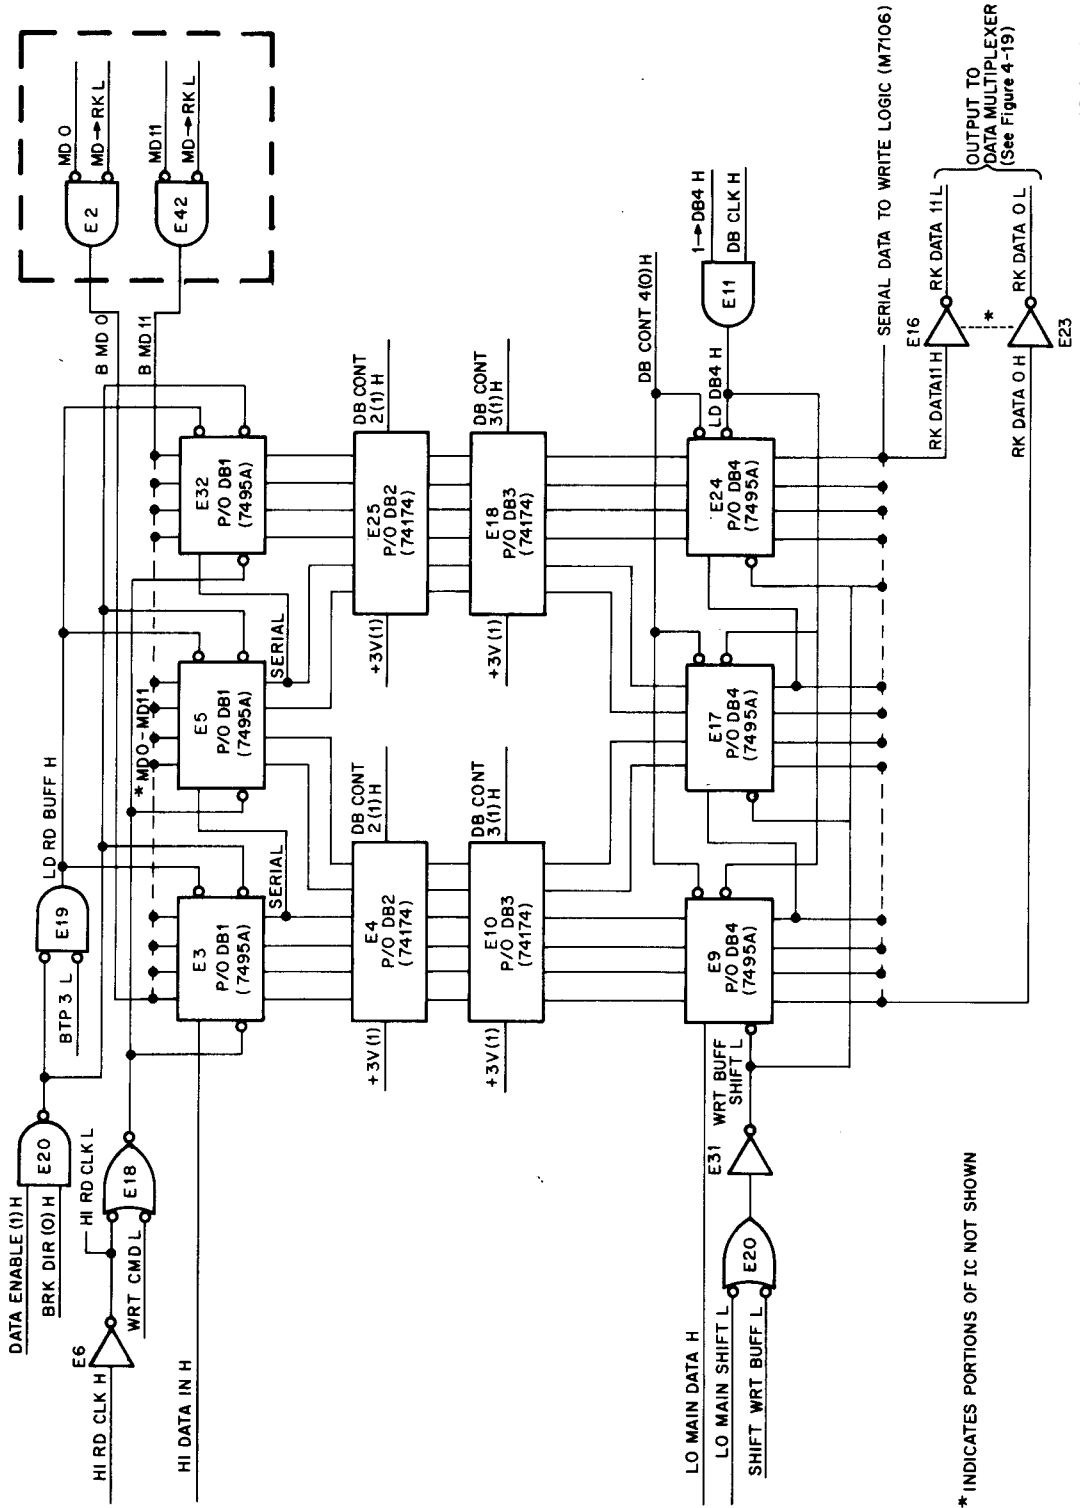 MD 0
MD→RK L
MD 11
MD→RK L
E2
E42
B MD 0
B MD 11
LD RD BUFF H
E19
BTP 3 L
E20
DATA ENABLE (1) H
BRK DIR (0) H
HI RD CLK L
E18
WRT CMD L
E6
HI RD CLK H
HI DATA IN H
* MD0-MD11
E3
P/O DB1
(7495A)
SERIAL
E5
P/O DB1
(7495A)
SERIAL
E32
P/O DB1
(7495A)
+3V (1)
E4
P/O DB2
(74174)
DB CONT
2 (1) H
+3V (1)
E25
P/O DB2
(74174)
DB CONT
2 (1) H
+3V (1)
E10
P/O DB3
(74174)
DB CONT
3 (1) H
+3V (1)
E18
P/O DB3
(74174)
DB CONT
3 (1) H
DB CONT 4(0) H
1→DB4 H
DB CLK H
E11
LD DB4 H
E9
P/O DB4
(7495A)
E17
P/O DB4
(7495A)
E24
P/O DB4
(7495A)
LO MAIN DATA H
LO MAIN SHIFT L
SHIFT WRT BUFF L
E20
E31
WRT BUFF
SHIFT L
SERIAL DATA TO WRITE LOGIC (M7106)
RK DATA11 H
E16
RK DATA 11 L
*
RK DATA 0 H
E23
RK DATA 0 L
OUTPUT TO
DATA MULTIPLEXER
(See Figure 4-19)
* INDICATES PORTIONS OF IC NOT SHOWN